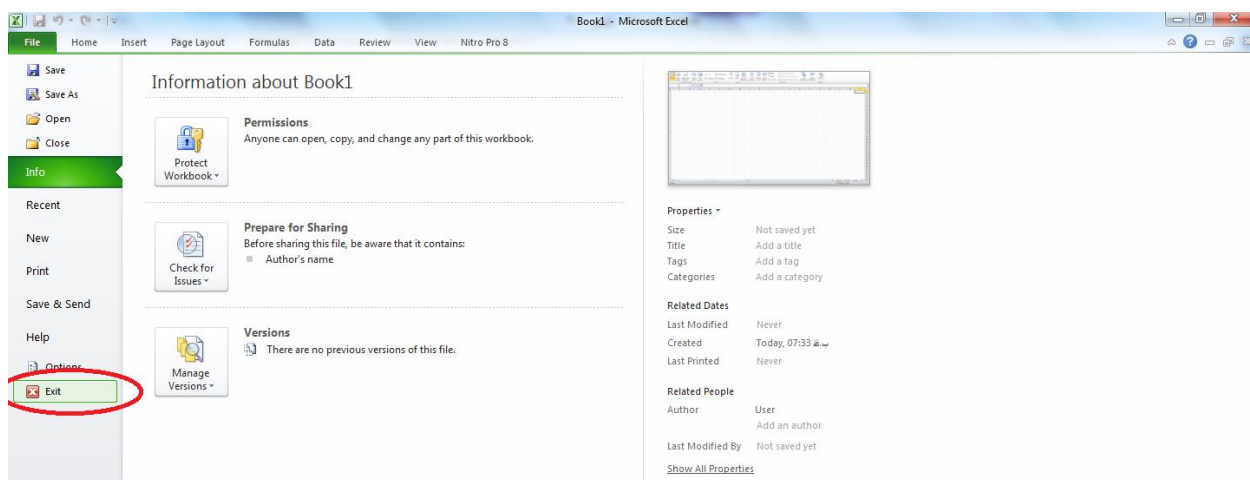 Book1 - Microsoft Excel
File Home Insert Page Layout Formulas Data Review View Nitro Pro 8
Save
Save As
Open
Close
Info
Recent
New
Print
Save & Send
Help
Options
Exit
Information about Book1
Protect
Workbook
Permissions
Anyone can open, copy, and change any part of this workbook.
Check for
Issues
Prepare for Sharing
Before sharing this file, be aware that it contains:
Author's name
Manage
Versions
Versions
There are no previous versions of this file.
Properties
Size Not saved yet
Title Add a title
Tags Add a tag
Categories Add a category
Related Dates
Last Modified Never
Created Today, 07:33 ب.ظ
Last Printed Never
Related People
Author User
Add an author
Last Modified By Not saved yet
Show All Properties